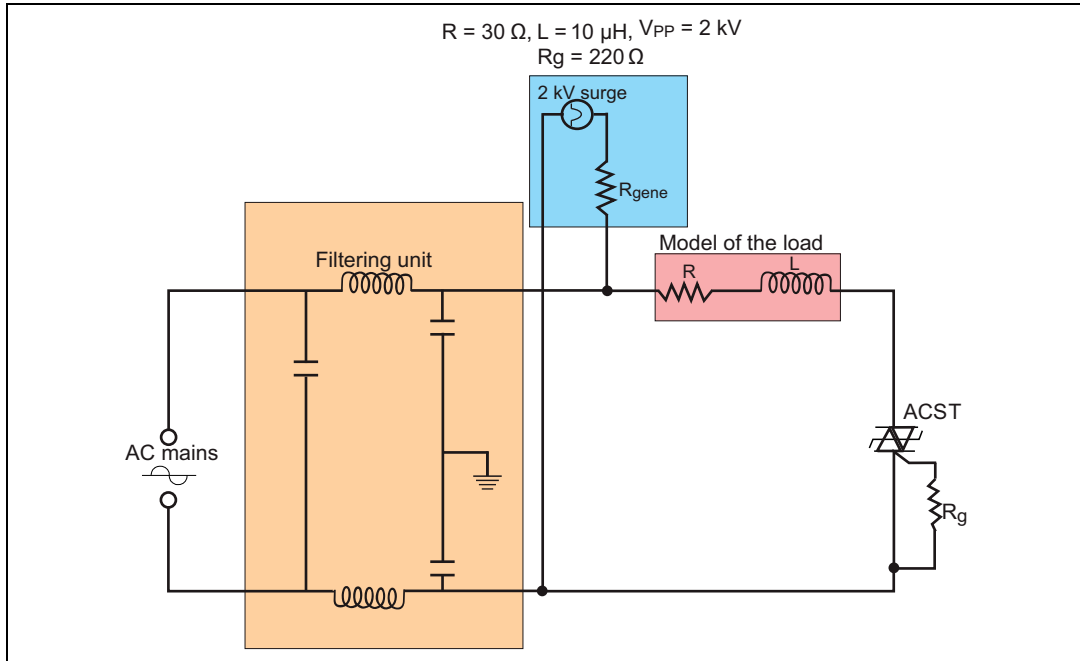 R = 30 Ω, L = 10 µH, VPP = 2 kV
Rg = 220 Ω
2 kV surge
Rgene
Model of the load
R
L
Filtering unit
ACST
AC mains
Rg